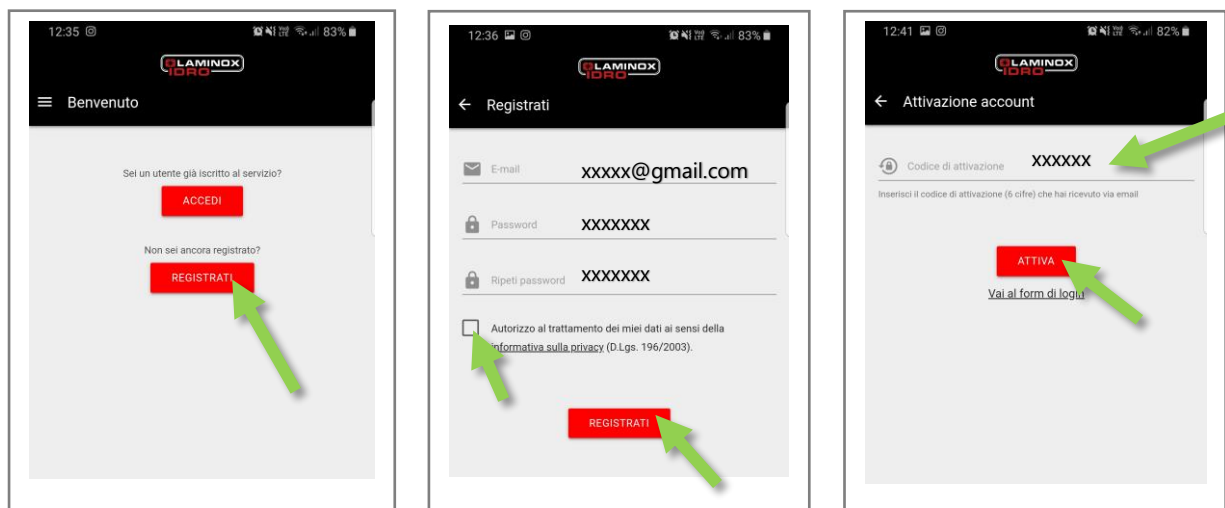 12:35 83%
LAMINOX
IDRO
Benvenuto
Sei un utente già iscritto al servizio?
ACCEDI
Non sei ancora registrato?
REGISTRATI
12:36 83%
LAMINOX
IDRO
Registrati
E-mail xxxxx@gmail.com
Password xxxxxxx
Ripeti password xxxxxxx
Autorizzo al trattamento dei miei dati ai sensi della
informativa sulla privacy (D.Lgs. 196/2003).
REGISTRATI
12:41 82%
LAMINOX
IDRO
Attivazione account
Codice di attivazione xxxxxx
Inserisci il codice di attivazione (6 cifre) che hai ricevuto via email
ATTIVA
Vai al form di login